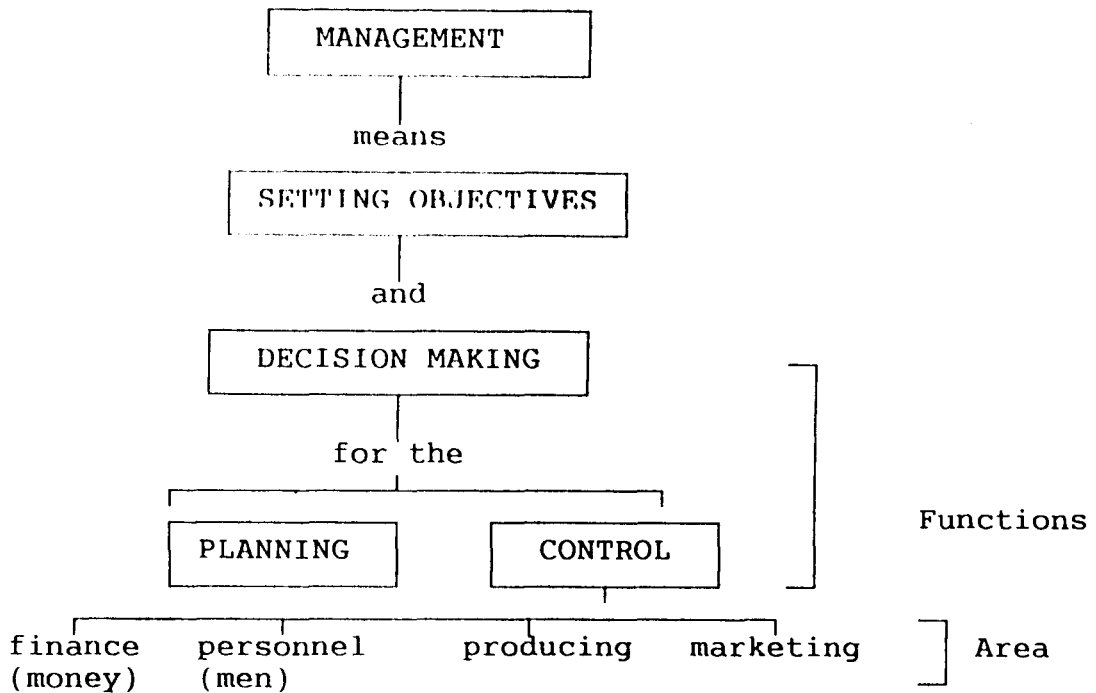 MANAGEMENT
means
SETTING OBJECTIVES
and
DECISION MAKING
for the
PLANNING
CONTROL
Functions
finance personnel producing marketing
(money) (men)
Area